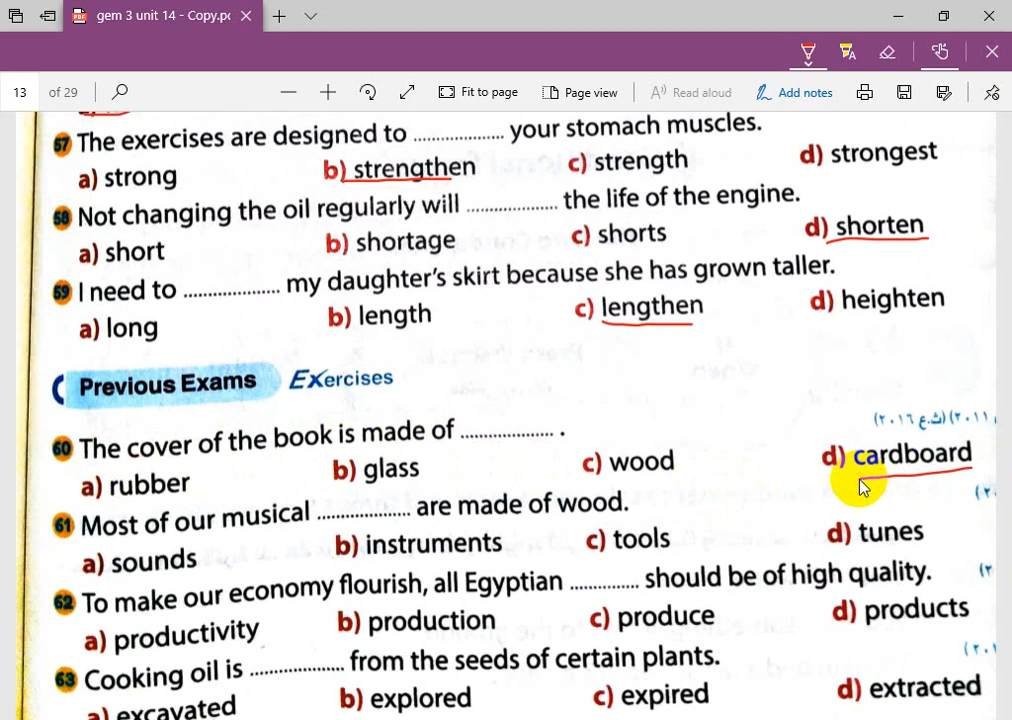 gem 3 unit 14 - Copy.pc
13 of 29 Fit to page Page view Read aloud Add notes
57 The exercises are designed to .................. your stomach muscles.
a) strong b) strengthen c) strength d) strongest
58 Not changing the oil regularly will .................. the life of the engine.
a) short b) shortage c) shorts d) shorten
59 I need to .................. my daughter's skirt because she has grown taller.
a) long b) length c) lengthen d) heighten
Previous Exams Exercises
60 The cover of the book is made of .................. .
(ث.ع ٢٠١٦)
a) rubber b) glass c) wood d) cardboard
61 Most of our musical .................. are made of wood.
a) sounds b) instruments c) tools d) tunes
62 To make our economy flourish, all Egyptian .............. should be of high quality.
a) productivity b) production c) produce d) products
63 Cooking oil is .................. from the seeds of certain plants.
a) excavated b) explored c) expired d) extracted